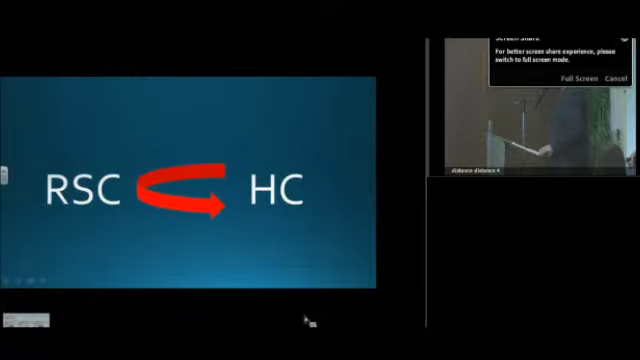 Screen Share
For better screen share experience, please
switch to full screen mode.
Full Screen Cancel
distance distance 4
RSC HC